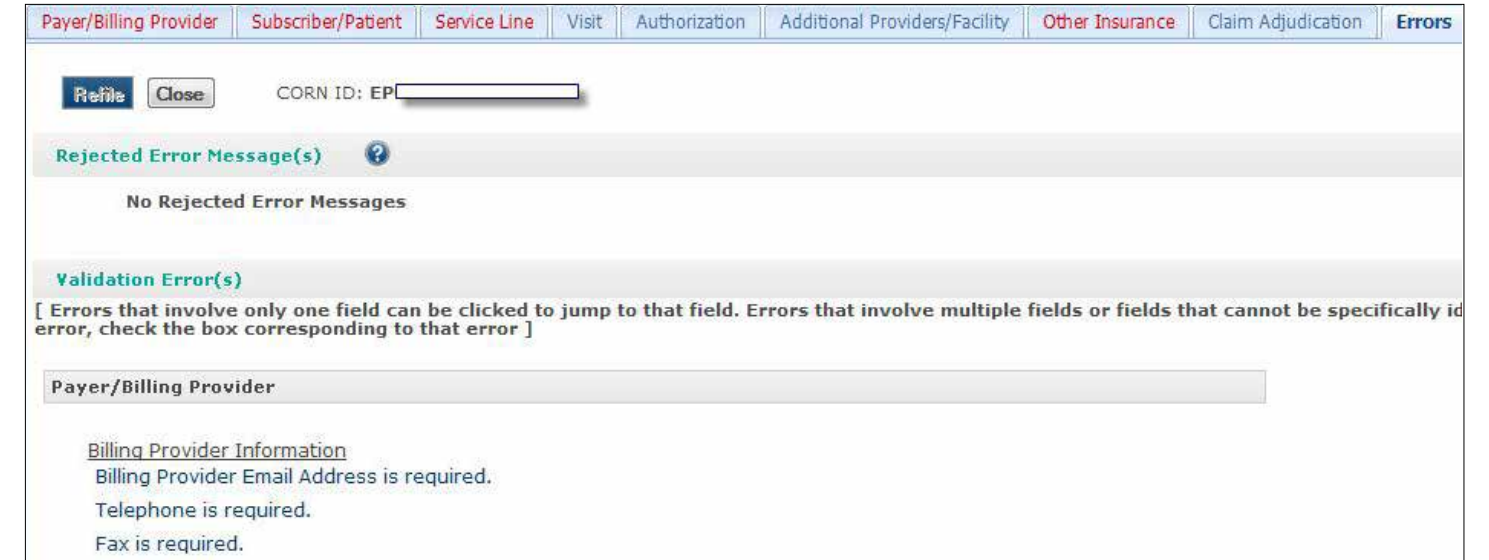 Payer/Billing Provider Subscriber/Patient Service Line Visit Authorization Additional Providers/Facility Other Insurance Claim Adjudication Errors
Refile Close CORN ID: EP
Rejected Error Message(s) ?
No Rejected Error Messages
Validation Error(s)
[ Errors that involve only one field can be clicked to jump to that field. Errors that involve multiple fields or fields that cannot be specifically id
error, check the box corresponding to that error ]
Payer/Billing Provider
Billing Provider Information
Billing Provider Email Address is required.
Telephone is required.
Fax is required.